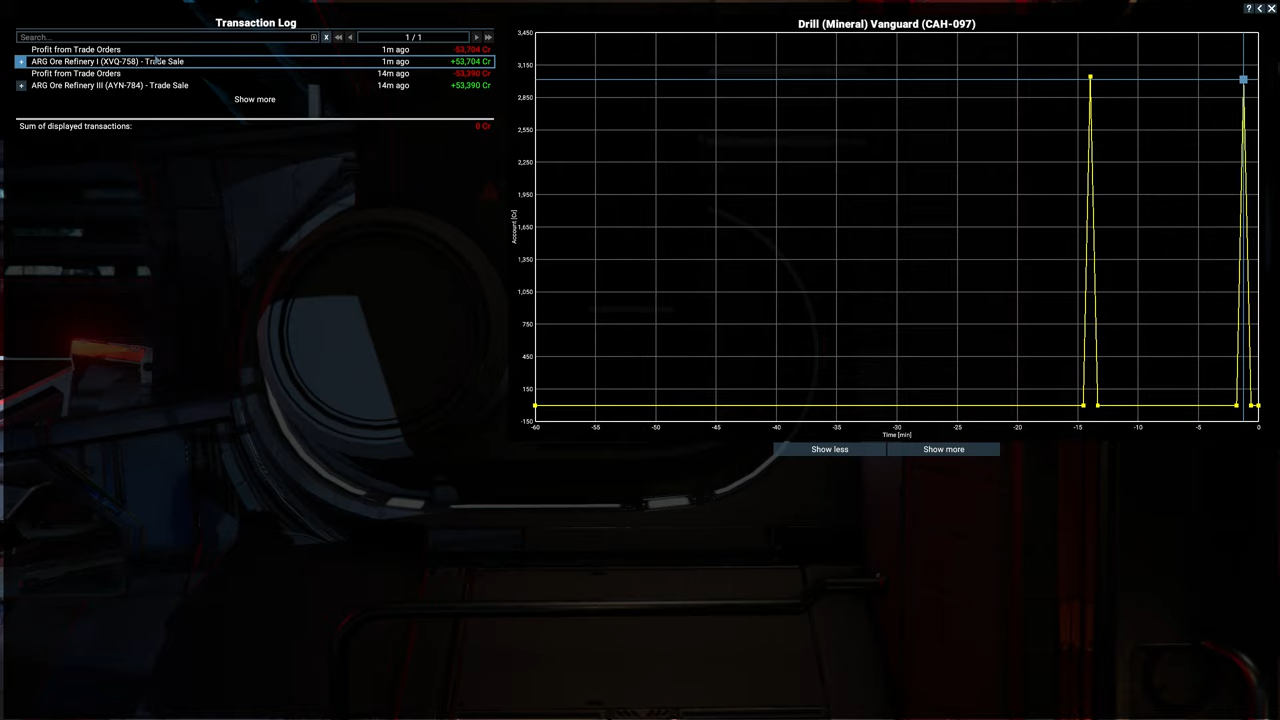 Transaction Log
Search...
1 / 1
Profit from Trade Orders 1m ago -53,704 Cr
ARG Ore Refinery I (XVQ-758) - Trade Sale 1m ago +53,704 Cr
Profit from Trade Orders 14m ago -53,390 Cr
ARG Ore Refinery III (AYN-784) - Trade Sale 14m ago +53,390 Cr
Show more
Sum of displayed transactions: 0 Cr
Drill (Mineral) Vanguard (CAH-097)
3,450
3,150
2,850
2,550
2,250
1,950
1,650
1,350
1,050
750
450
150
-150
Account [Cr]
-60 -55 -50 -45 -40 -35 -30 -25 -20 -15 -10 -5 0
Time [min]
Show less Show more